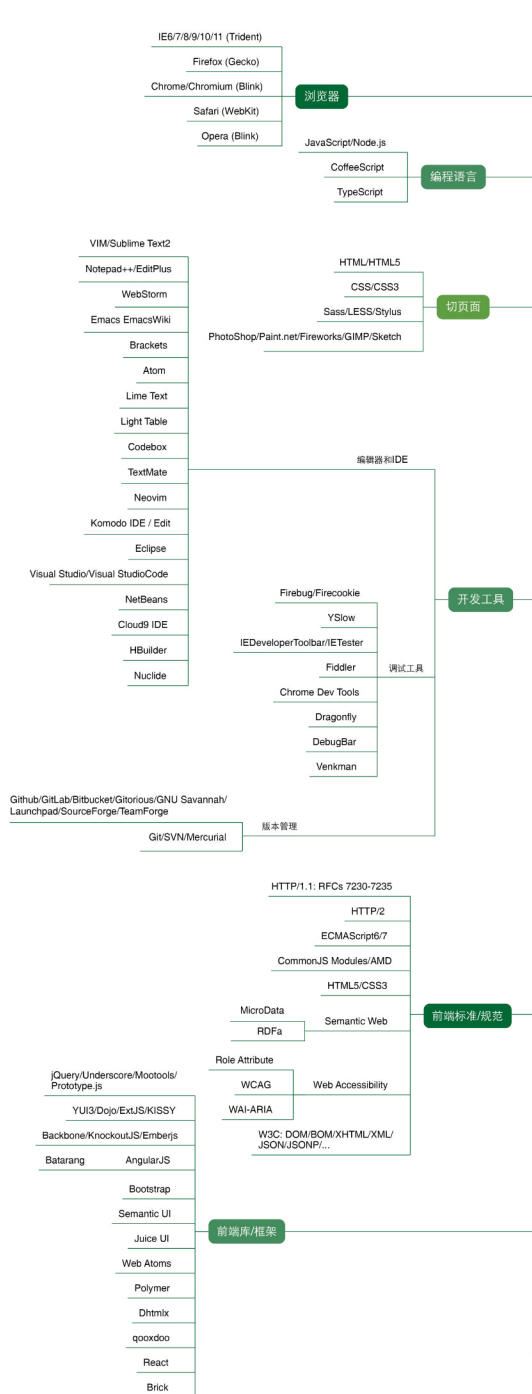 IE6/7/8/9/10/11 (Trident)
Firefox (Gecko)
Chrome/Chromium (Blink)
Safari (WebKit)
Opera (Blink)
浏览器
JavaScript/Node.js
CoffeeScript
TypeScript
编程语言
HTML/HTML5
CSS/CSS3
Sass/LESS/Stylus
PhotoShop/Paint.net/Fireworks/GIMP/Sketch
切页面
VIM/Sublime Text2
Notepad++/EditPlus
WebStorm
Emacs EmacsWiki
Brackets
Atom
Lime Text
Light Table
Codebox
TextMate
Neovim
Komodo IDE / Edit
Eclipse
Visual Studio/Visual StudioCode
NetBeans
Cloud9 IDE
HBuilder
Nuclide
编辑器和IDE
开发工具
Firebug/Firecookie
YSlow
IEDeveloperToolbar/IETester
Fiddler
Chrome Dev Tools
Dragonfly
DebugBar
Venkman
调试工具
Github/GitLab/Bitbucket/Gitorious/GNU Savannah/
Launchpad/SourceForge/TeamForge
Git/SVN/Mercurial
版本管理
HTTP/1.1: RFCs 7230-7235
HTTP/2
ECMAScript6/7
CommonJS Modules/AMD
HTML5/CSS3
MicroData
RDFa
Semantic Web
Role Attribute
WCAG
WAI-ARIA
Web Accessibility
W3C: DOM/BOM/XHTML/XML/
JSON/JSONP/...
前端标准/规范
jQuery/Underscore/Mootools/
Prototype.js
YUI3/Dojo/ExtJS/KISSY
Backbone/KnockoutJS/Emberjs
Batarang
AngularJS
Bootstrap
Semantic UI
Juice UI
Web Atoms
Polymer
Dhtmlx
qooxdoo
React
Brick
前端库/框架